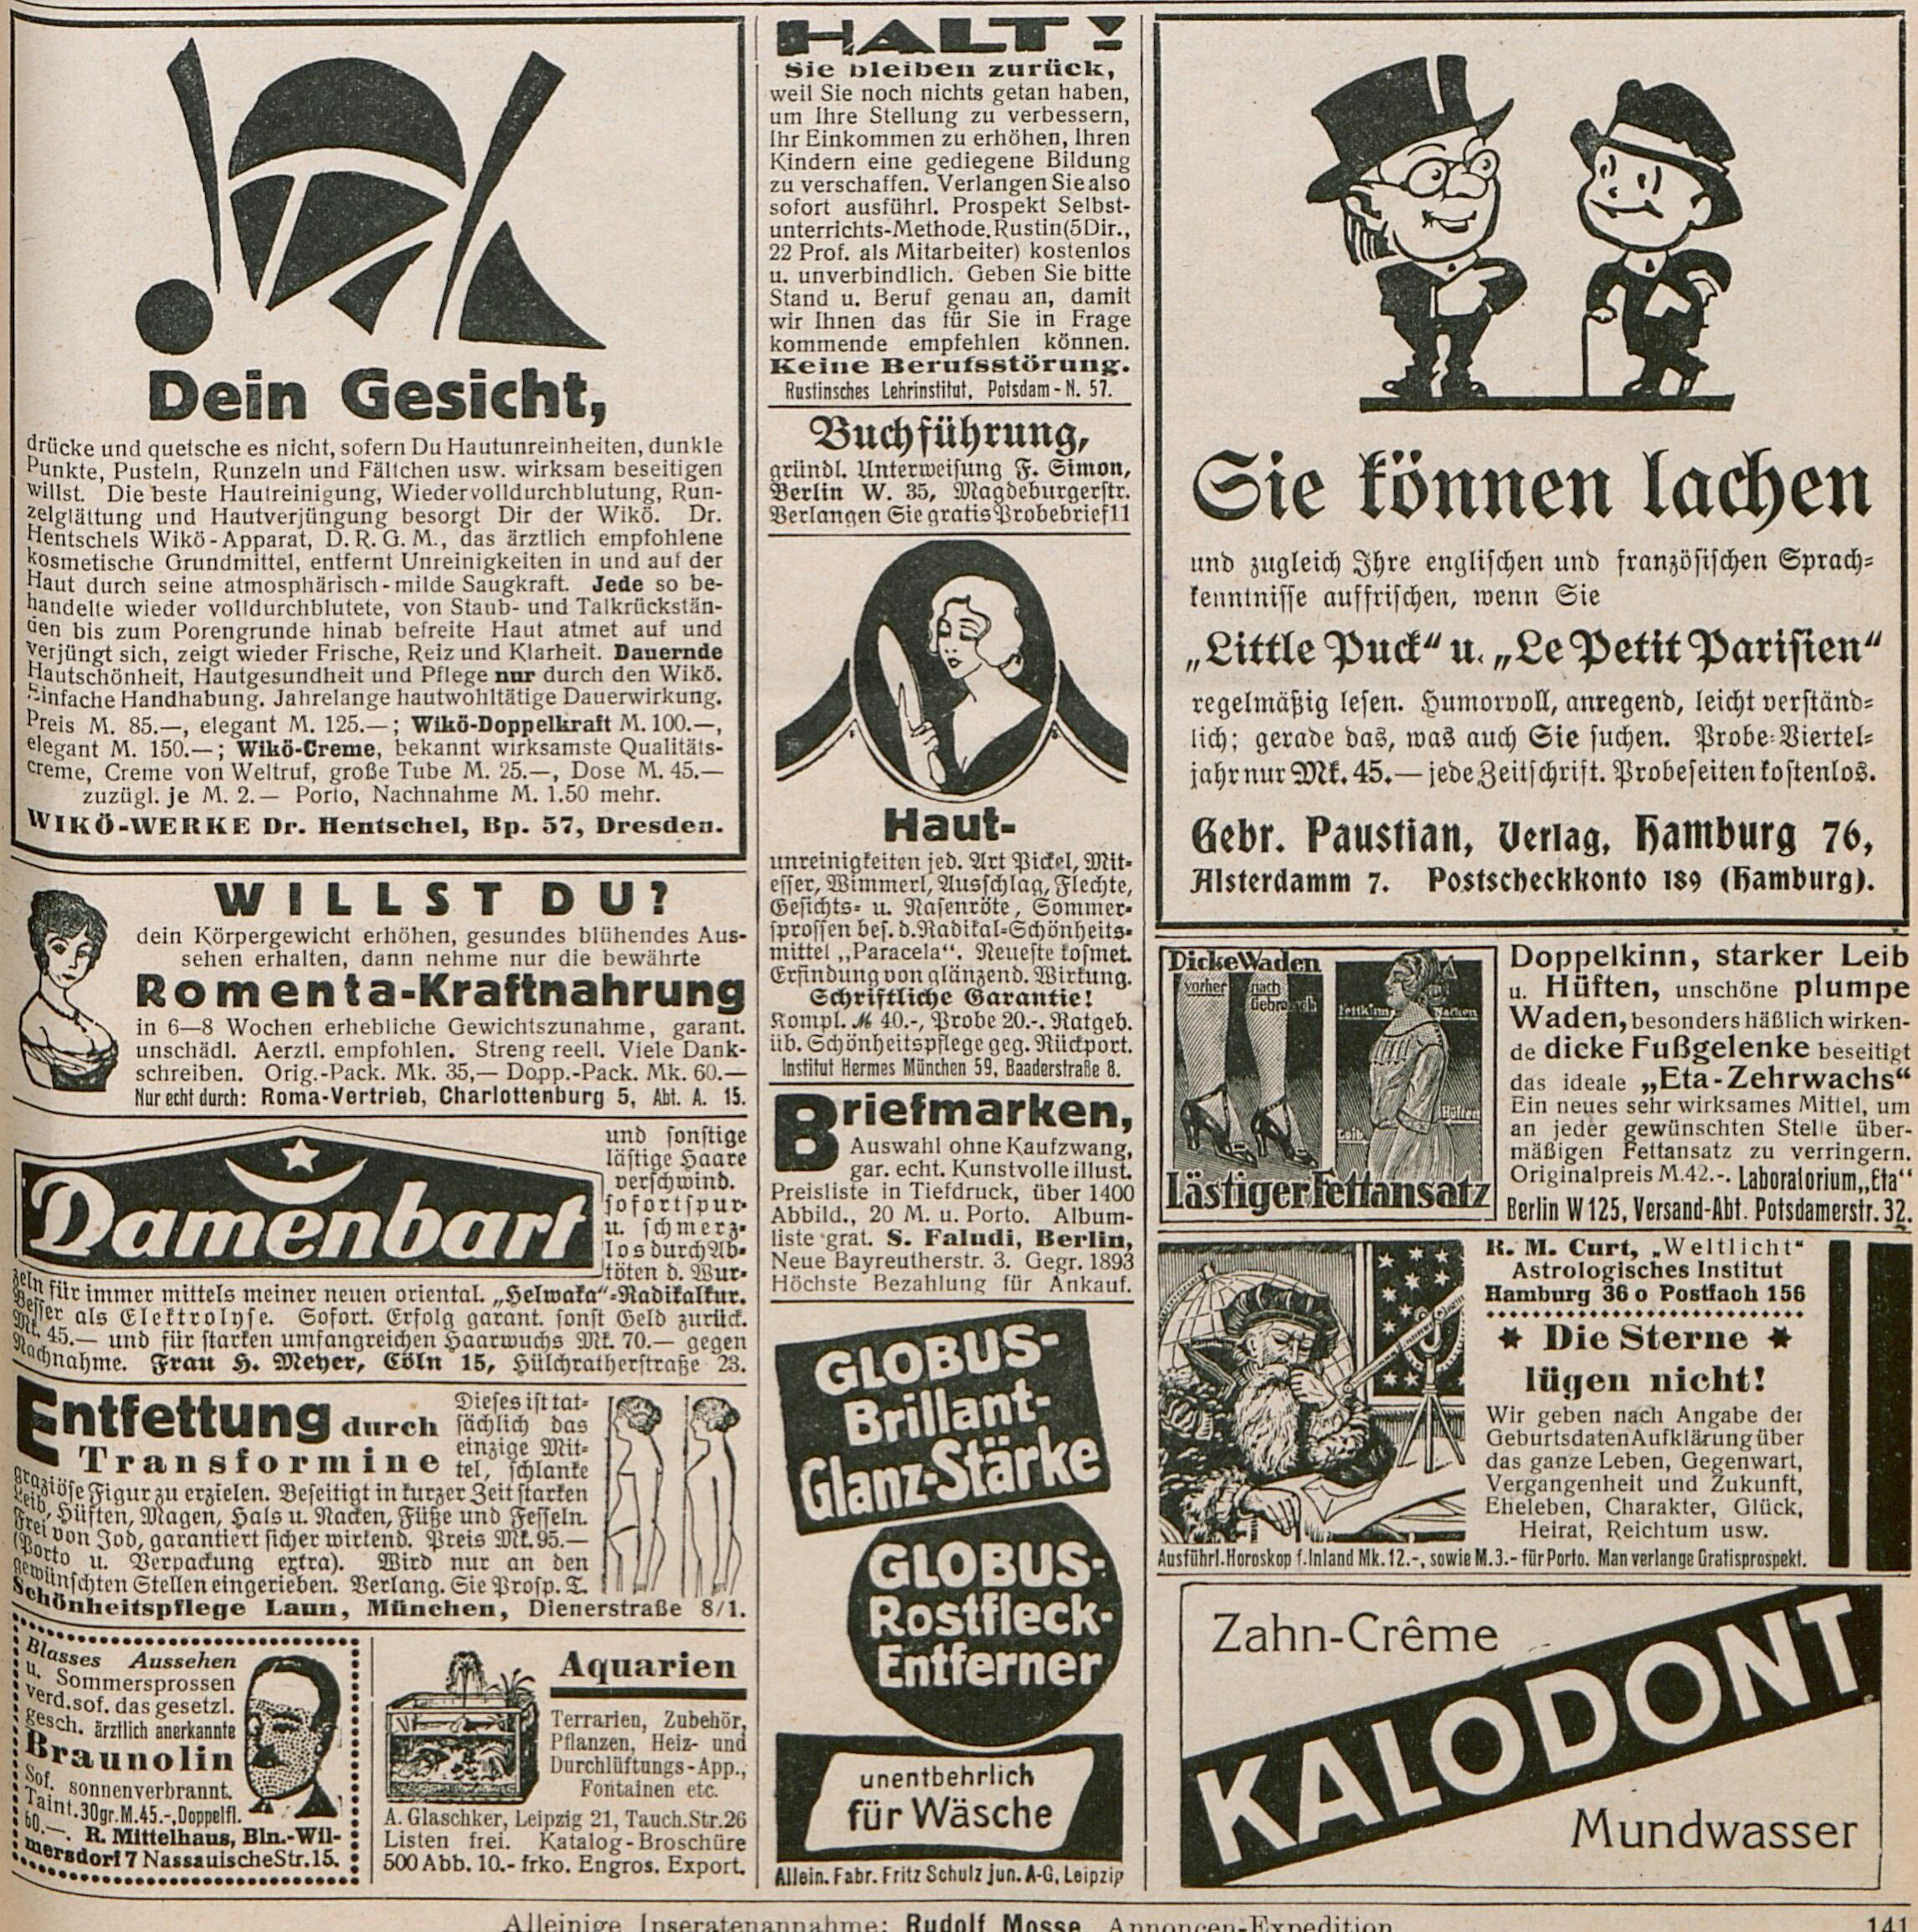 Dein Gesicht,
drücke und quetsche es nicht, sofern Du Hautunreinheiten, dunkle
Punkte, Pusteln, Runzeln und Fältchen usw. wirksam beseitigen
willst. Die beste Hautreinigung, Wiedervolldurchblutung, Run-
zelglättung und Hautverjüngung besorgt Dir der Wikö. Dr.
Hentschels Wikö-Apparat, D. R. G. M., das ärztlich empfohlene
kosmetische Grundmittel, entfernt Unreinigkeiten in und auf der
Haut durch seine atmosphärisch-milde Saugkraft. Jede so be-
handelte wieder volldurchblutete, von Staub- und Talkrückstän-
den bis zum Porengrunde hinab befreite Haut atmet auf und
verjüngt sich, zeigt wieder Frische, Reiz und Klarheit. Dauernde
Hautschönheit, Hautgesundheit und Pflege nur durch den Wikö.
Einfache Handhabung. Jahrelange hautwohltätige Dauerwirkung.
Preis M. 85.—, elegant M. 125.—; Wikö-Doppelkraft M. 100.—,
elegant M. 150.—; Wikö-Creme, bekannt wirksamste Qualitäts-
creme, Creme von Weltruf, große Tube M. 25.—, Dose M. 45.—
zuzügl. je M. 2.— Porto, Nachnahme M. 1.50 mehr.
WIKÖ-WERKE Dr. Hentschel, Bp. 57, Dresden.
WILLST DU?
dein Körpergewicht erhöhen, gesundes blühendes Aus-
sehen erhalten, dann nehme nur die bewährte
Romenta-Kraftnahrung
in 6—8 Wochen erhebliche Gewichtszunahme, garant.
unschädl. Aerztl. empfohlen. Streng reell. Viele Dank-
schreiben. Orig.-Pack. Mk. 35,— Dopp.-Pack. Mk. 60.—
Nur echt durch: Roma-Vertrieb, Charlottenburg 5, Abt. A. 15.
Damenbart
und sonstige
lästige Haare
verschwind.
sofort spur-
u. schmerz-
los durch Ab-
töten d. Wur-
zeln für immer mittels meiner neuen oriental. „Helwaka"-Radikalkur.
Besser als Elektrolyse. Sofort. Erfolg garant. sonst Geld zurück.
Mk. 45.— und für starken umfangreichen Haarwuchs Mk. 70.— gegen
Nachnahme. Frau H. Meyer, Cöln 15, Hülchratherstraße 23.
Entfettung durch
Transformine
Dieses ist tat-
sächlich das
einzige Mit-
tel, schlanke
graziöse Figur zu erzielen. Beseitigt in kurzer Zeit starken
Leib, Hüften, Magen, Hals u. Nacken, Füße und Fesseln.
Frei von Jod, garantiert sicher wirkend. Preis Mk. 95.—
(Porto u. Verpackung extra). Wird nur an den
gewünschten Stellen eingerieben. Verlang. Sie Prosp. T.
Schönheitspflege Laun, München, Dienerstraße 8/1.
Blasses Aussehen
u. Sommersprossen
verd. sof. das gesetzl.
gesch. ärztlich anerkannte
Braunolin
Sof. sonnenverbrannt.
Taint. 30gr. M. 45.-, Doppelfl.
60.—. R. Mittelhaus, Bln.-Wil-
mersdorf 7 Nassauische Str. 15.
Aquarien
Terrarien, Zubehör,
Pflanzen, Heiz- und
Durchlüftungs-App.,
Fontainen etc.
A. Glaschker, Leipzig 21, Tauch. Str. 26
Listen frei. Katalog-Broschüre
500 Abb. 10.- frko. Engros. Export.
HALT!
Sie bleiben zurück,
weil Sie noch nichts getan haben,
um Ihre Stellung zu verbessern,
Ihr Einkommen zu erhöhen, Ihren
Kindern eine gediegene Bildung
zu verschaffen. Verlangen Sie also
sofort ausführl. Prospekt Selbst-
unterrichts-Methode. Rustin (5 Dir.,
22 Prof. als Mitarbeiter) kostenlos
u. unverbindlich. Geben Sie bitte
Stand u. Beruf genau an, damit
wir Ihnen das für Sie in Frage
kommende empfehlen können.
Keine Berufsstörung.
Rustinsches Lehrinstitut, Potsdam - N. 57.
Buchführung,
gründl. Unterweisung F. Simon,
Berlin W. 35, Magdeburgerstr.
Verlangen Sie gratis Probebrief 11
Haut-
unreinigkeiten jed. Art Pickel, Mit-
esser, Wimmerl, Ausschlag, Flechte,
Gesichts- u. Nasenröte, Sommer-
sprossen bes. d. Radikal-Schönheits-
mittel „Paracela". Neueste kosmet.
Erfindung von glänzend. Wirkung.
Schriftliche Garantie!
Kompl. ℳ 40.-, Probe 20.-. Ratgeb.
üb. Schönheitspflege geg. Rückport.
Institut Hermes München 59, Baaderstraße 8.
Briefmarken,
Auswahl ohne Kaufzwang,
gar. echt. Kunstvolle illust.
Preisliste in Tiefdruck, über 1400
Abbild., 20 M. u. Porto. Album-
liste grat. S. Faludi, Berlin,
Neue Bayreutherstr. 3. Gegr. 1893
Höchste Bezahlung für Ankauf.
GLOBUS-
Brillant-
Glanz-Stärke
GLOBUS-
Rostfleck-
Entferner
unentbehrlich
für Wäsche
Allein. Fabr. Fritz Schulz jun. A-G, Leipzig
Sie können lachen
und zugleich Ihre englischen und französischen Sprach-
kenntnisse auffrischen, wenn Sie
„Little Puck" u. „Le Petit Parisien"
regelmäßig lesen. Humorvoll, anregend, leicht verständ-
lich; gerade das, was auch Sie suchen. Probe-Viertel-
jahr nur Mk. 45.— jede Zeitschrift. Probeseiten kostenlos.
Gebr. Paustian, Verlag, Hamburg 76,
Alsterdamm 7. Postscheckkonto 189 (Hamburg).
Dicke Waden
vorher
nach
Gebrauch
Fettkinn
Nacken
Hüften
Leib
Lästiger Fettansatz
Doppelkinn, starker Leib
u. Hüften, unschöne plumpe
Waden, besonders häßlich wirken-
de dicke Fußgelenke beseitigt
das ideale „Eta-Zehrwachs"
Ein neues sehr wirksames Mittel, um
an jeder gewünschten Stelle über-
mäßigen Fettansatz zu verringern.
Originalpreis M. 42.-. Laboratorium „Eta"
Berlin W 125, Versand-Abt. Potsdamerstr. 32.
R. M. Curt, „Weltlicht"
Astrologisches Institut
Hamburg 36 o Postfach 156
* Die Sterne *
lügen nicht!
Wir geben nach Angabe der
Geburtsdaten Aufklärung über
das ganze Leben, Gegenwart,
Vergangenheit und Zukunft,
Eheleben, Charakter, Glück,
Heirat, Reichtum usw.
Ausführl. Horoskop f. Inland Mk. 12.-, sowie M. 3.- für Porto. Man verlange Gratisprospekt.
Zahn-Crême
KALODONT
Mundwasser
Alleinige Inseratenannahme: Rudolf Mosse, Annoncen-Expedition
141